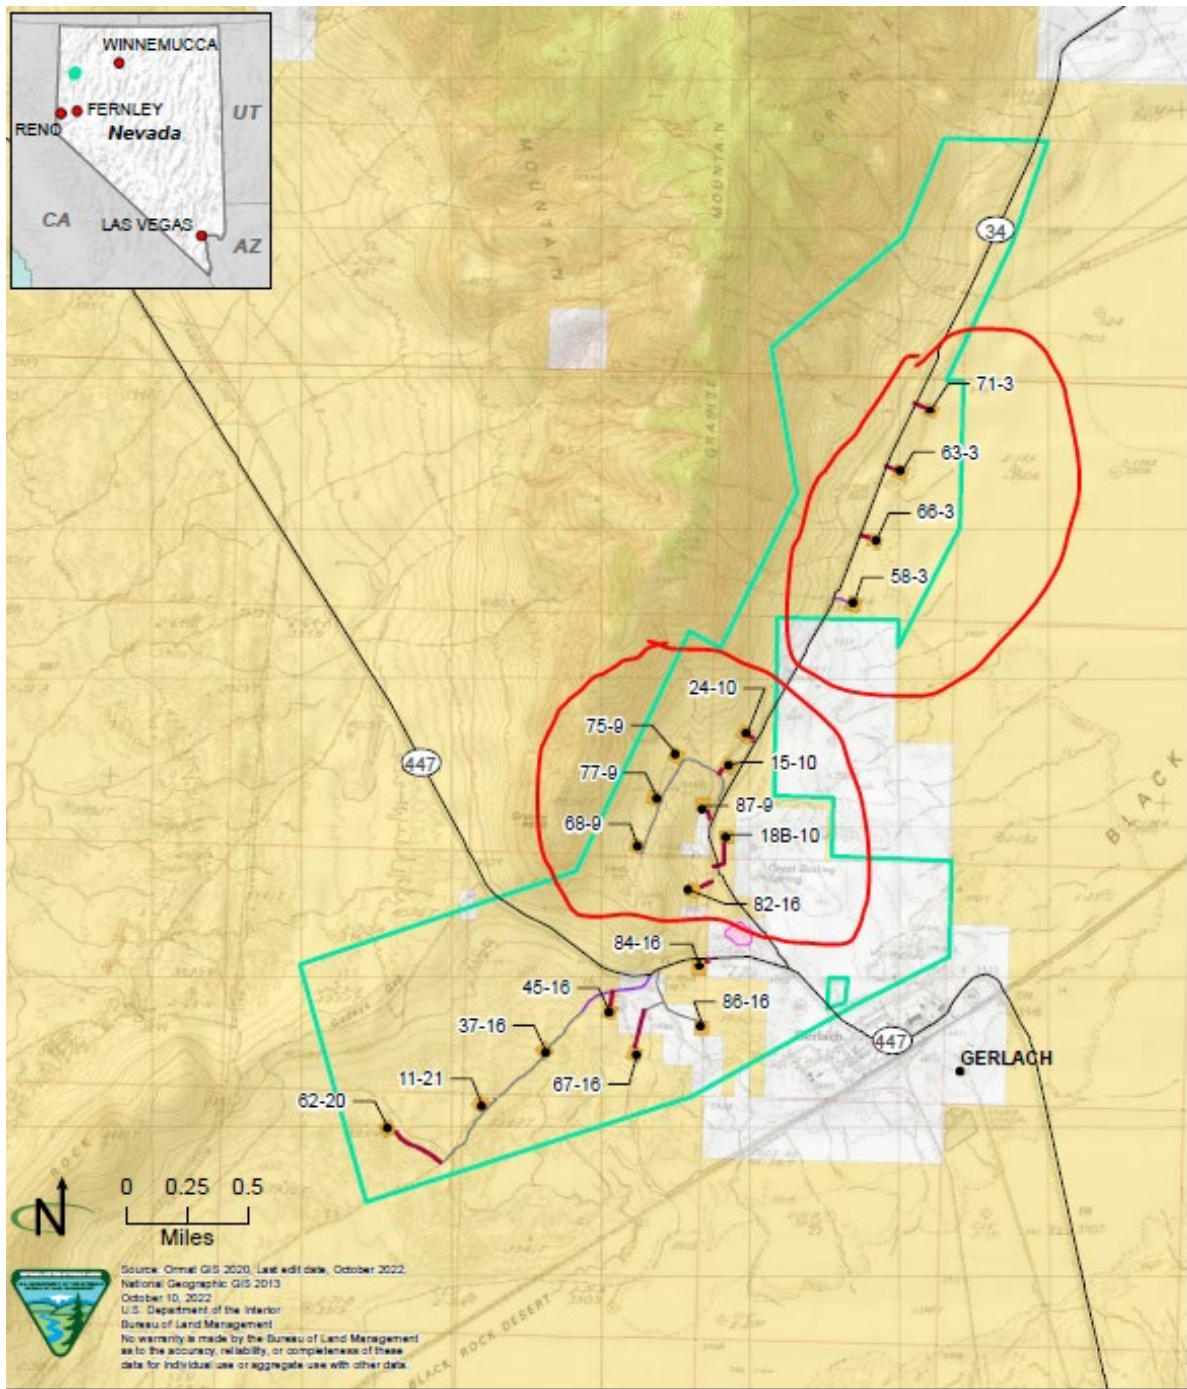 WINNEMUCCA
FERNLEY
UT
RENO
Nevada
CA
LAS VEGAS
AZ
MOUNTAIN
GRANITE
MOUNTAIN
GRANITE
34
71-3
63-3
66-3
58-3
24-10
75-9
15-10
77-9
87-9
68-9
18B-10
82-16
447
BLACK
84-16
45-16
86-16
37-16
67-16
447
Gerlach
GERLACH
11-21
62-20
ROCK
0 0.25 0.5
Miles
N
Source: Ormat GIS 2020, Last edit date, October 2022,
National Geographic GIS 2013
October 10, 2022
U.S. Department of the Interior
Bureau of Land Management
No warranty is made by the Bureau of Land Management
as to the accuracy, reliability, or completeness of these
data for individual use or aggregate use with other data.
BLACK ROCK DESERT